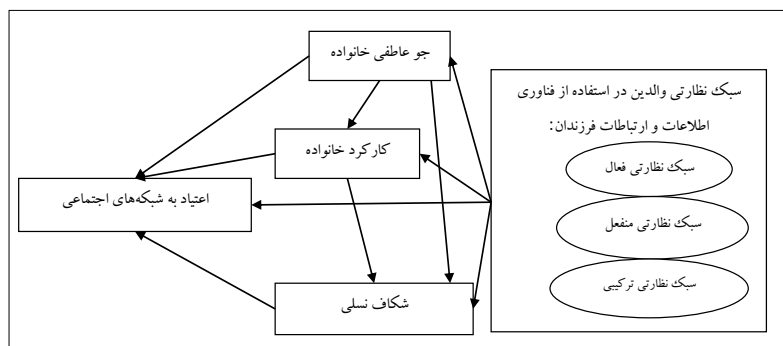 جو عاطفی خانواده
سبک نظارتی والدین در استفاده از فناوری
اطلاعات و ارتباطات فرزندان:
کارکرد خانواده
سبک نظارتی فعال
اعتیاد به شبکه‌های اجتماعی
سبک نظارتی منفعل
سبک نظارتی ترکیبی
شکاف نسلی